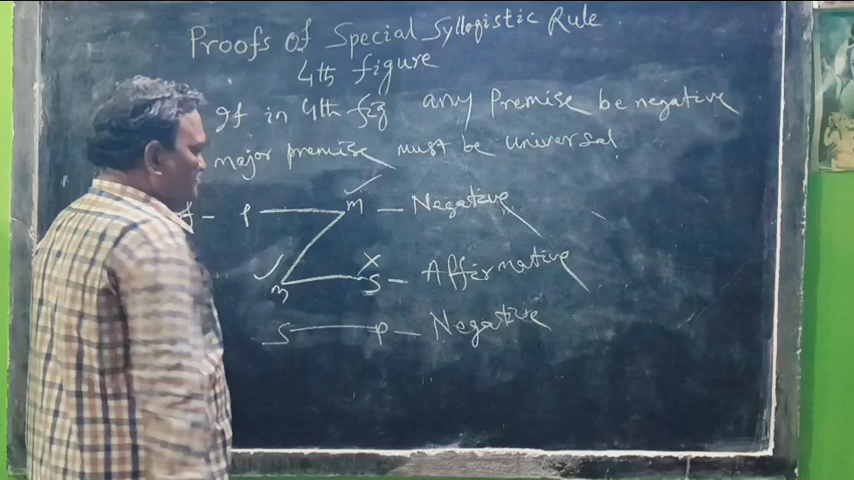 Proofs of Special Syllogistic Rule
4th figure
If in 4th fig any Premise be negative
major premise must be universal
P m — Negative
m S — Affirmative
S P — Negative